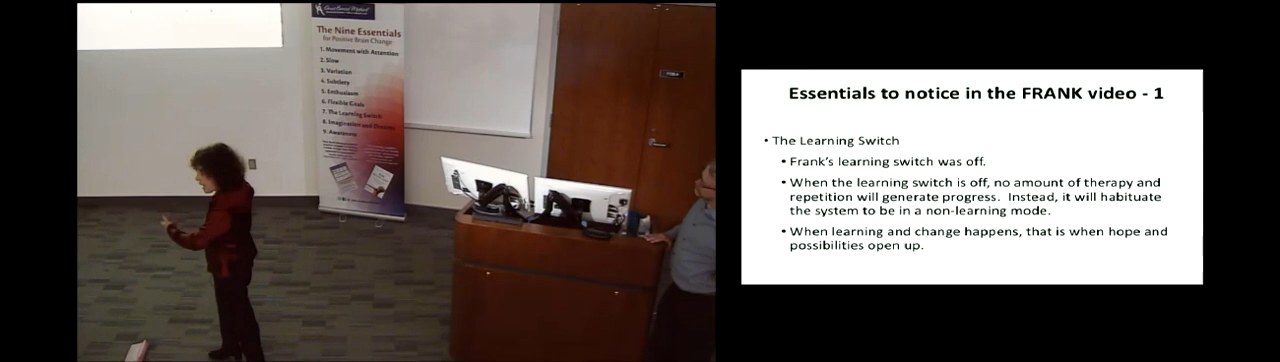 The Nine Essentials
for Positive Brain Change
1. Movement with Attention
2. Slow
3. Variation
4. Subtlety
5. Enthusiasm
6. Flexible Goals
7. The Learning Switch
8. Imagination and Dreams
9. Awareness
Essentials to notice in the FRANK video - 1
• The Learning Switch
• Frank's learning switch was off.
• When the learning switch is off, no amount of therapy and
repetition will generate progress. Instead, it will habituate
the system to be in a non-learning mode.
• When learning and change happens, that is when hope and
possibilities open up.